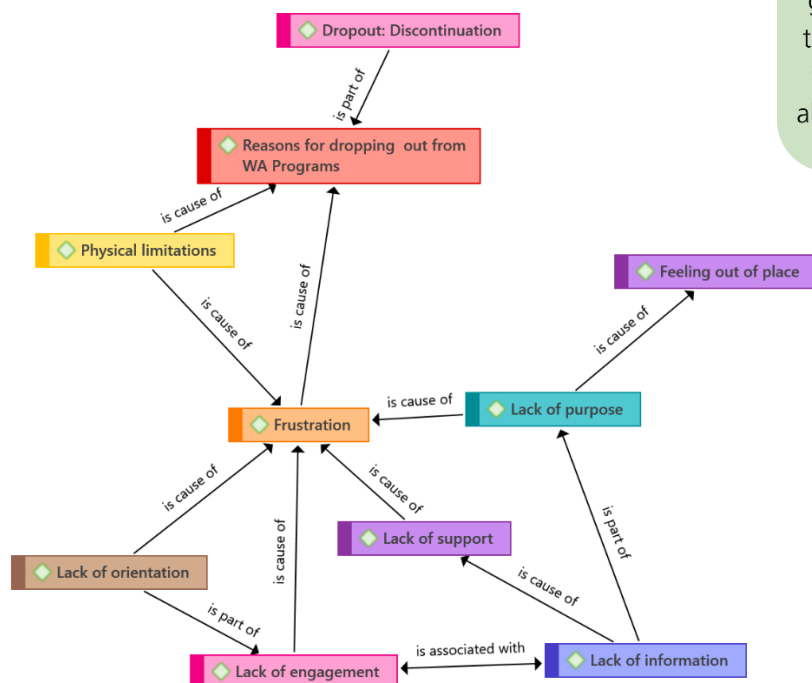 Dropout: Discontinuation
is part of
Reasons for dropping out from
WA Programs
is cause of
Physical limitations
is cause of
is cause of
Feeling out of place
is cause of
is cause of
Lack of purpose
Frustration
is cause of
is cause of
is cause of
is part of
Lack of support
Lack of orientation
is cause of
is part of
is associated with
Lack of engagement
Lack of information